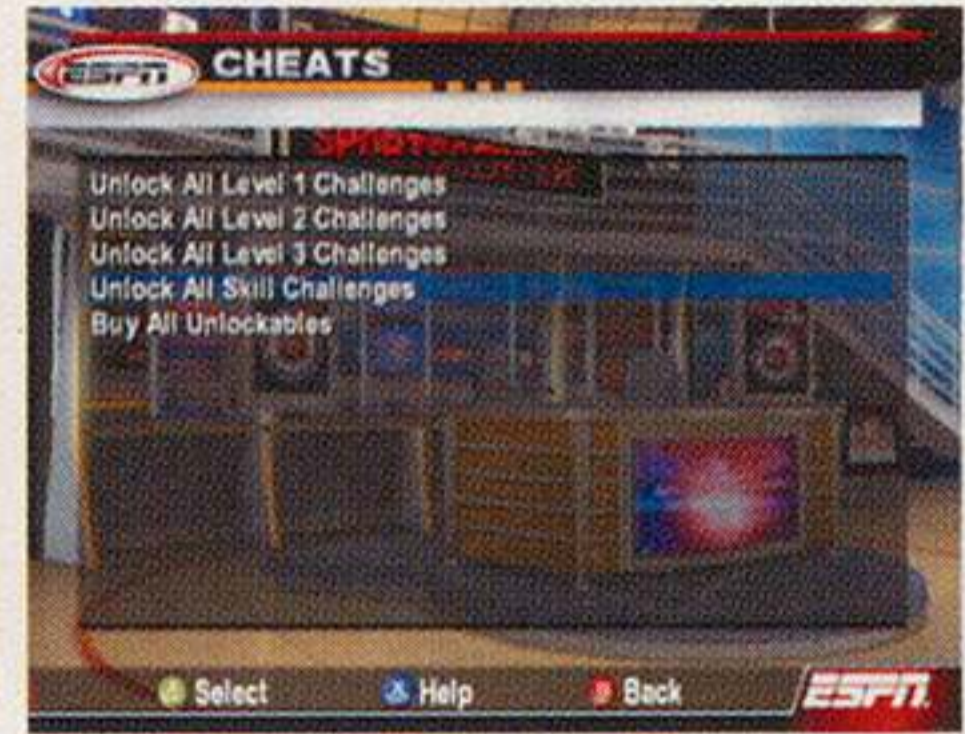 ESPN CHEATS
Unlock All Level 1 Challenges
Unlock All Level 2 Challenges
Unlock All Level 3 Challenges
Unlock All Skill Challenges
Buy All Unlockables
A Select X Help B Back ESPN